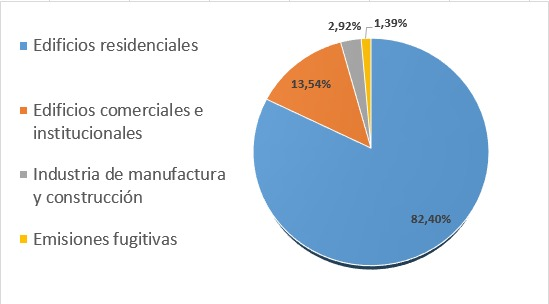 Edificios residenciales
Edificios comerciales e
institucionales
Industria de manufactura
y construcción
Emisiones fugitivas
2,92%
1,39%
13,54%
82,40%